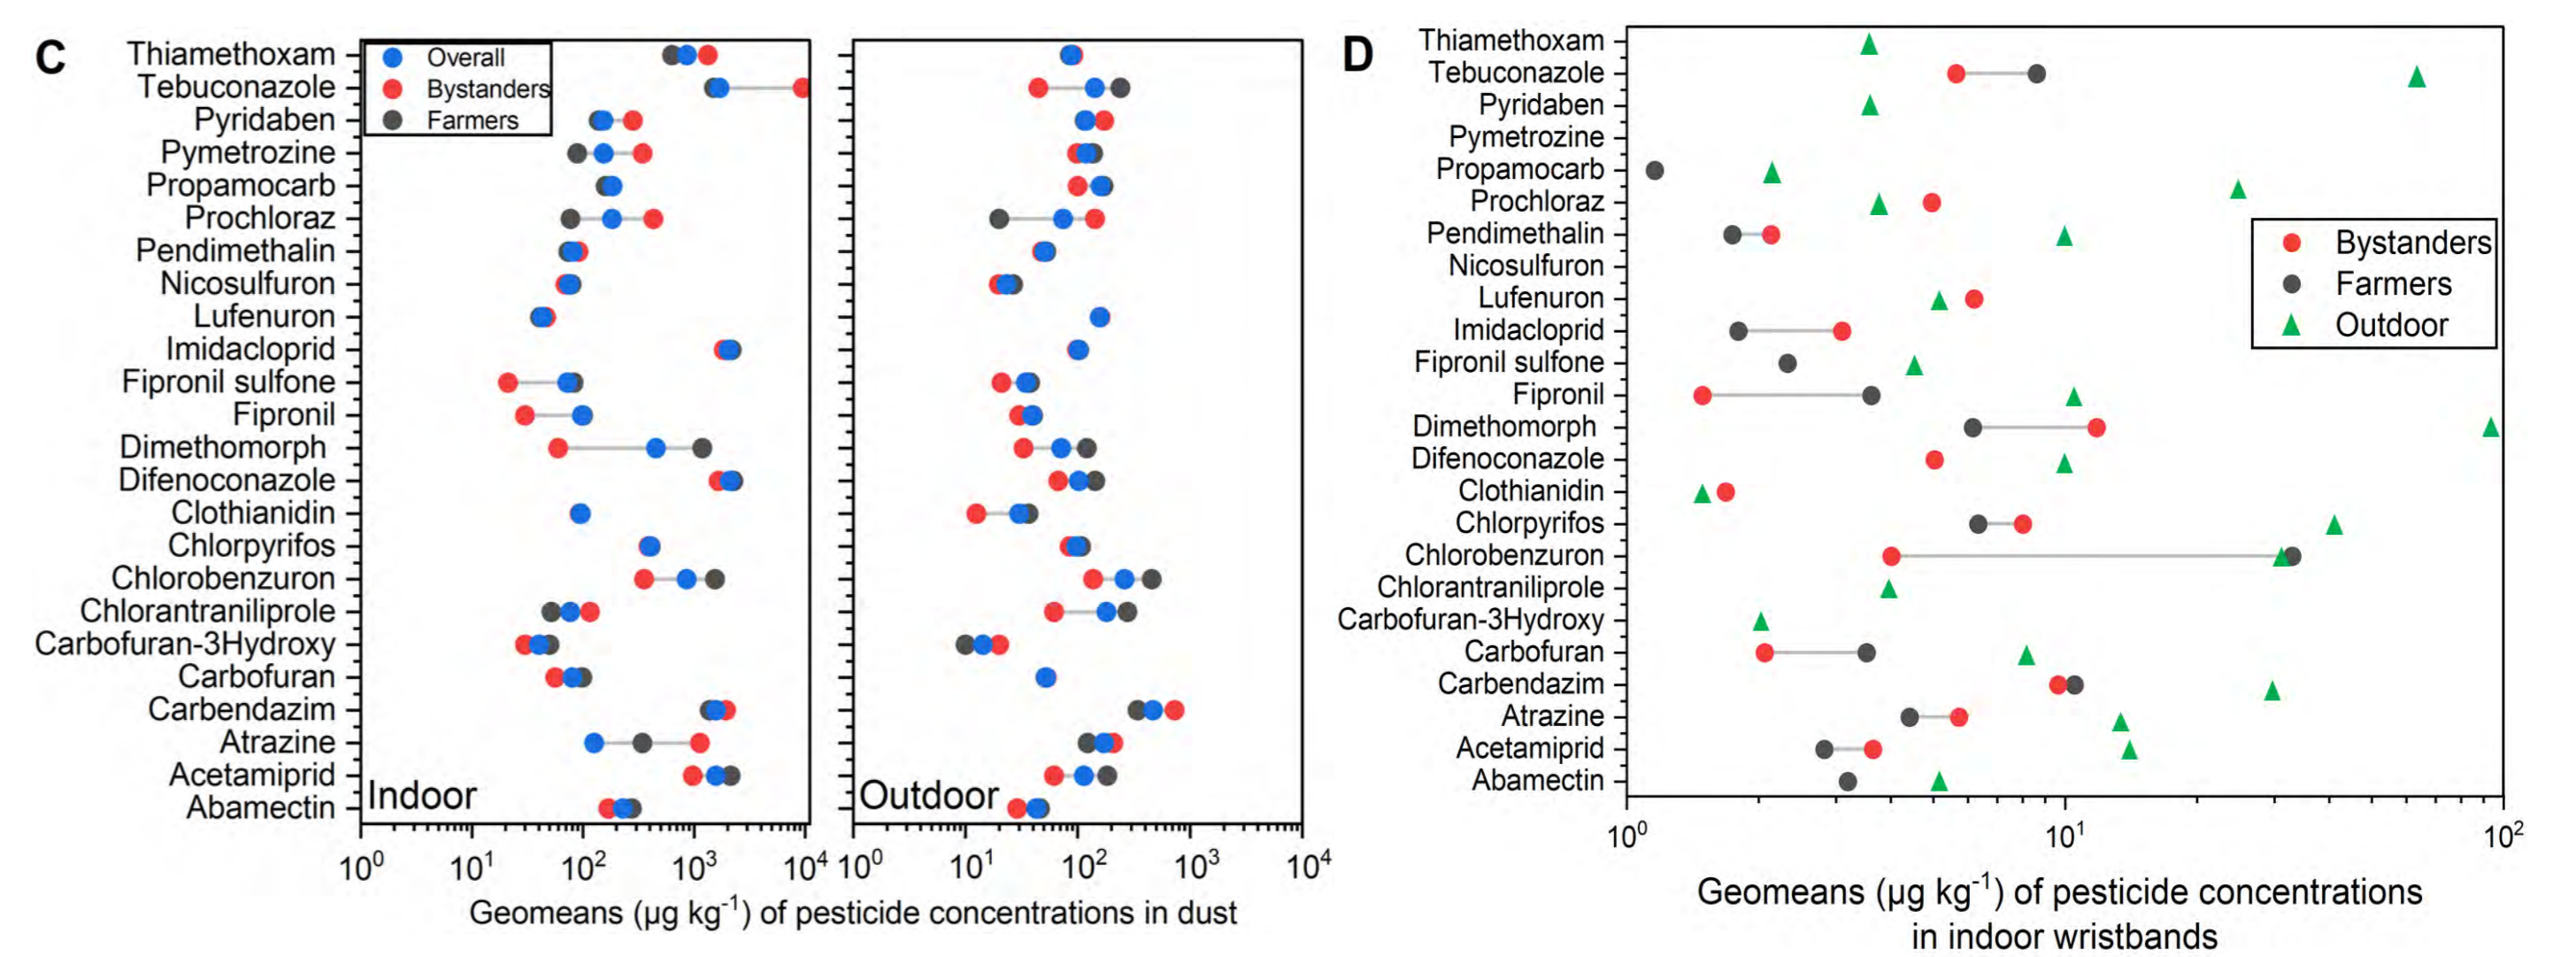 C
Thiamethoxam
Tebuconazole
Pyridaben
Pymetrozine
Propamocarb
Prochloraz
Pendimethalin
Nicosulfuron
Lufenuron
Imidacloprid
Fipronil sulfone
Fipronil
Dimethomorph
Difenoconazole
Clothianidin
Chlorpyrifos
Chlorobenzuron
Chlorantraniliprole
Carbofuran-3Hydroxy
Carbofuran
Carbendazim
Atrazine
Acetamiprid
Abamectin
Overall
Bystanders
Farmers
Indoor
10⁰ 10¹ 10² 10³ 10⁴
Outdoor
10⁰ 10¹ 10² 10³ 10⁴
Geomeans (µg kg⁻¹) of pesticide concentrations in dust
D
Thiamethoxam
Tebuconazole
Pyridaben
Pymetrozine
Propamocarb
Prochloraz
Pendimethalin
Nicosulfuron
Lufenuron
Imidacloprid
Fipronil sulfone
Fipronil
Dimethomorph
Difenoconazole
Clothianidin
Chlorpyrifos
Chlorobenzuron
Chlorantraniliprole
Carbofuran-3Hydroxy
Carbofuran
Carbendazim
Atrazine
Acetamiprid
Abamectin
Bystanders
Farmers
Outdoor
10⁰ 10¹ 10²
Geomeans (µg kg⁻¹) of pesticide concentrations
in indoor wristbands